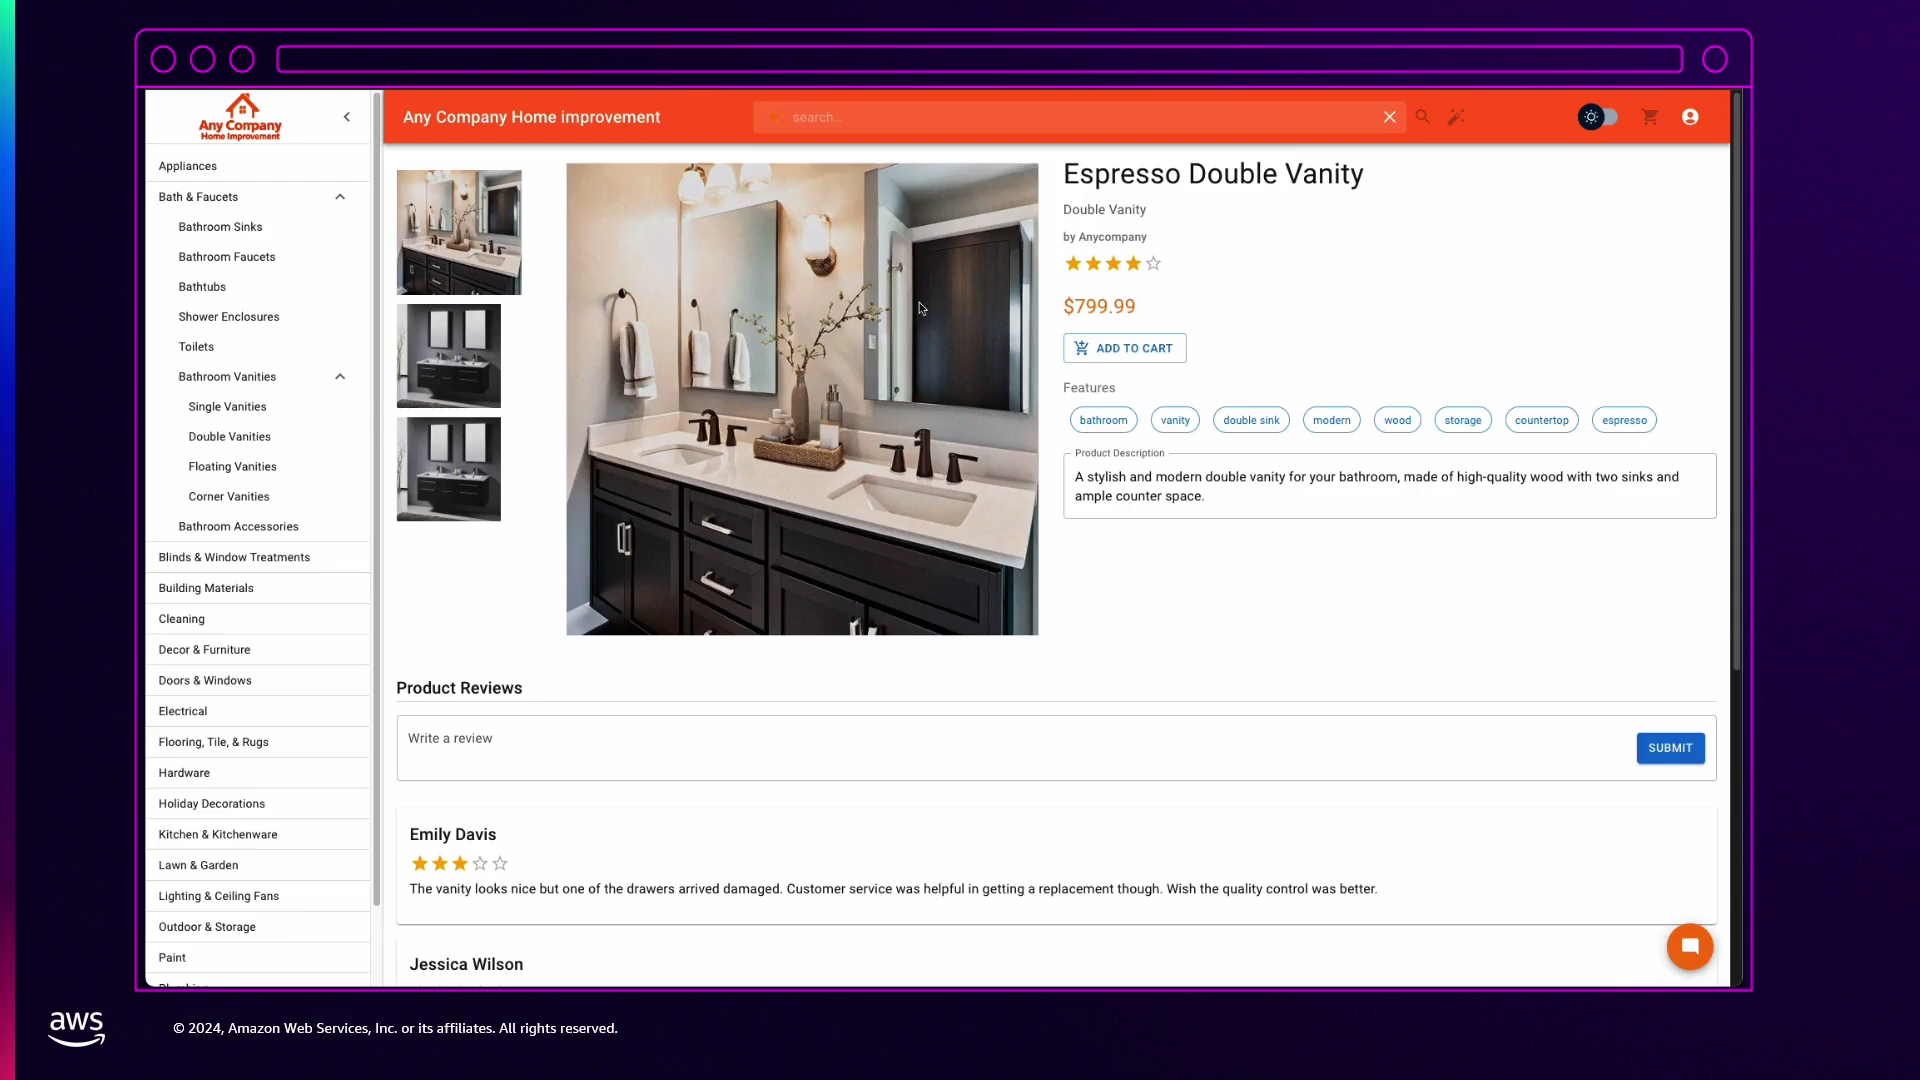 Any Company
Home Improvement
Any Company Home improvement
search...
Appliances
Bath & Faucets
Bathroom Sinks
Bathroom Faucets
Bathtubs
Shower Enclosures
Toilets
Bathroom Vanities
Single Vanities
Double Vanities
Floating Vanities
Corner Vanities
Bathroom Accessories
Blinds & Window Treatments
Building Materials
Cleaning
Decor & Furniture
Doors & Windows
Electrical
Flooring, Tile, & Rugs
Hardware
Holiday Decorations
Kitchen & Kitchenware
Lawn & Garden
Lighting & Ceiling Fans
Outdoor & Storage
Paint
Espresso Double Vanity
Double Vanity
by Anycompany
$799.99
ADD TO CART
Features
bathroom vanity double sink modern wood storage countertop espresso
Product Description
A stylish and modern double vanity for your bathroom, made of high-quality wood with two sinks and
ample counter space.
Product Reviews
Write a review
SUBMIT
Emily Davis
The vanity looks nice but one of the drawers arrived damaged. Customer service was helpful in getting a replacement though. Wish the quality control was better.
Jessica Wilson
aws
© 2024, Amazon Web Services, Inc. or its affiliates. All rights reserved.